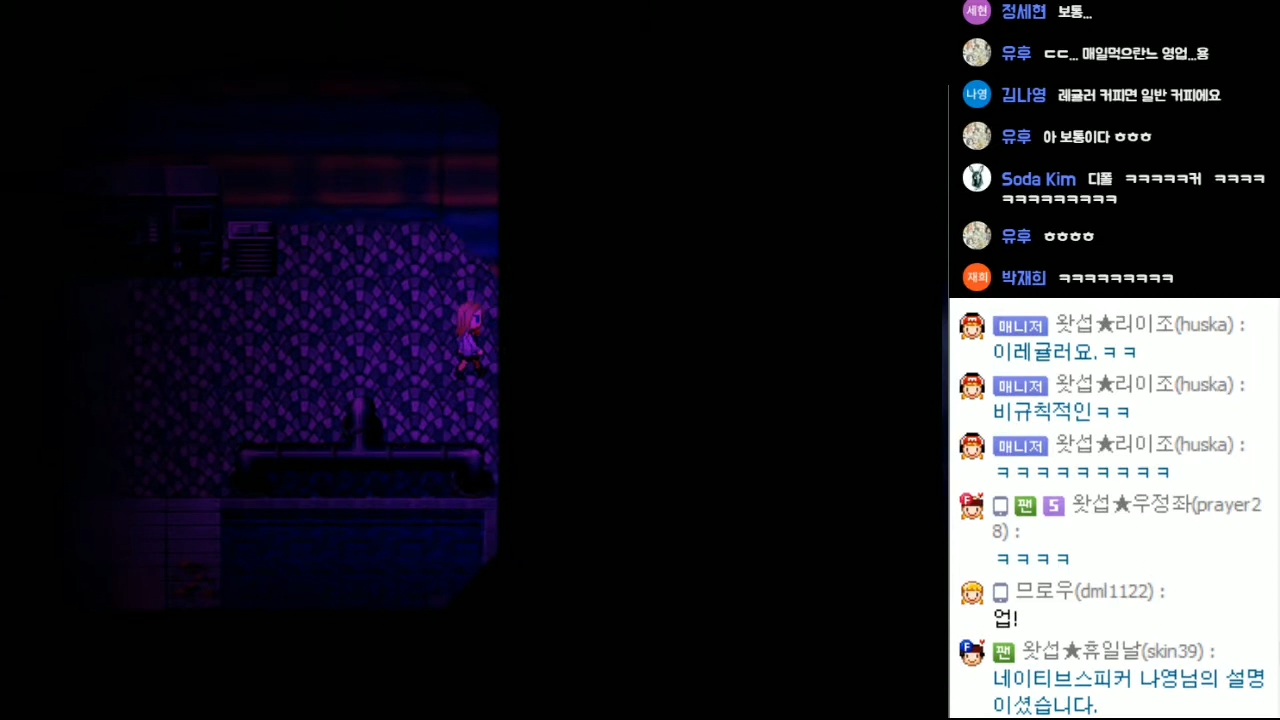 세현 정세현 보통...
유후 ㄷㄷ... 매일먹으란느 영업...용
나영 김나영 레귤러 커피면 일반 커피에요
유후 아 보통이다 ㅎㅎㅎ
Soda Kim 디폴 ㅋㅋㅋㅋㅋ커 ㅋㅋㅋㅋ
ㅋㅋㅋㅋㅋㅋㅋㅋㅋ
유후 ㅎㅎㅎㅎ
재희 박재희 ㅋㅋㅋㅋㅋㅋㅋㅋㅋ
매니저 왓섭★리이조(huska) :
이레귤러요.ㅋㅋ
매니저 왓섭★리이조(huska) :
비규칙적인ㅋㅋ
매니저 왓섭★리이조(huska) :
ㅋㅋㅋㅋㅋㅋㅋㅋㅋ
팬 S 왓섭★우정좌(prayer2
8) :
ㅋㅋㅋㅋ
므로우(dml1122) :
업!
팬 왓섭★휴일날(skin39) :
네이티브스피커 나영님의 설명
이셨습니다.